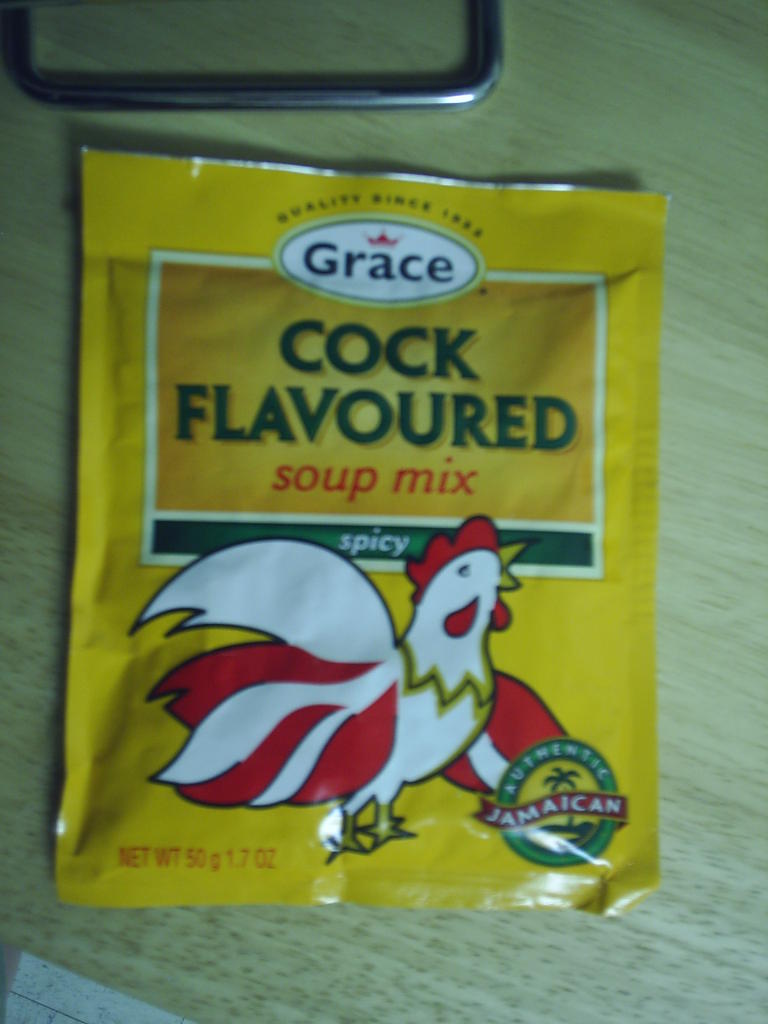 QUALITY SINCE 1922
Grace
COCK
FLAVOURED
soup mix
spicy
AUTHENTIC
JAMAICAN
NET WT 50 g 1.7 OZ